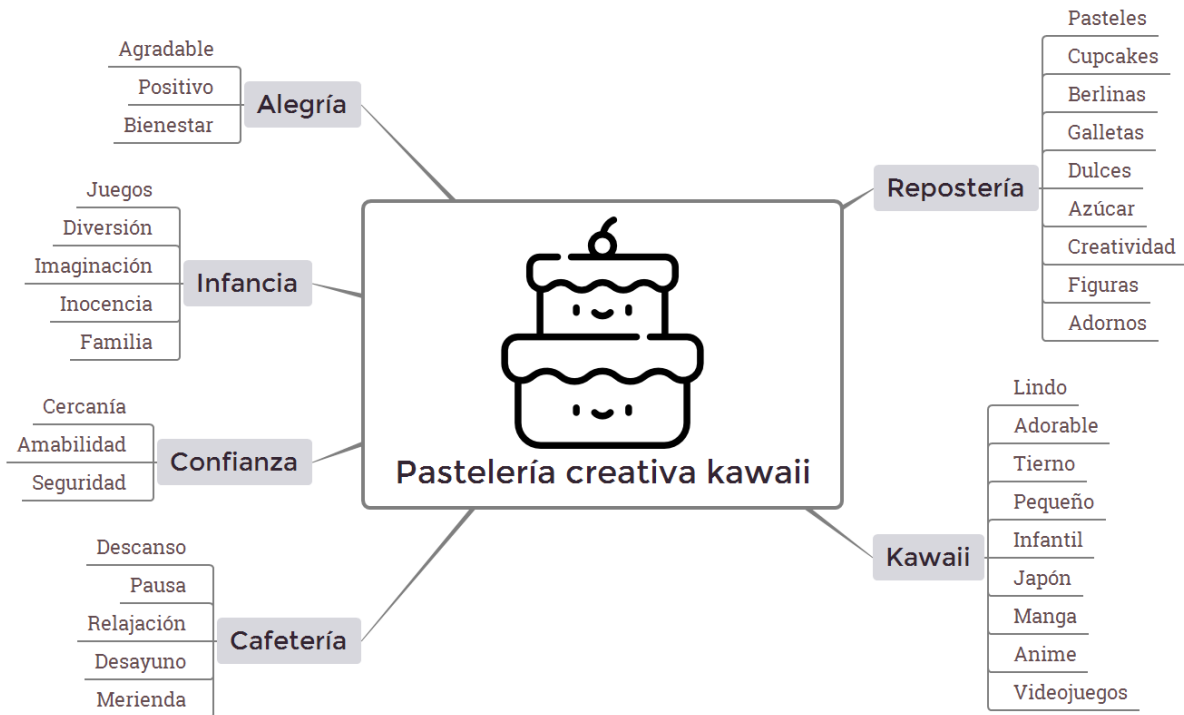 Pastelería creativa kawaii
Alegría
Agradable
Positivo
Bienestar
Infancia
Juegos
Diversión
Imaginación
Inocencia
Familia
Confianza
Cercanía
Amabilidad
Seguridad
Cafetería
Descanso
Pausa
Relajación
Desayuno
Merienda
Repostería
Pasteles
Cupcakes
Berlinas
Galletas
Dulces
Azúcar
Creatividad
Figuras
Adornos
Kawaii
Lindo
Adorable
Tierno
Pequeño
Infantil
Japón
Manga
Anime
Videojuegos